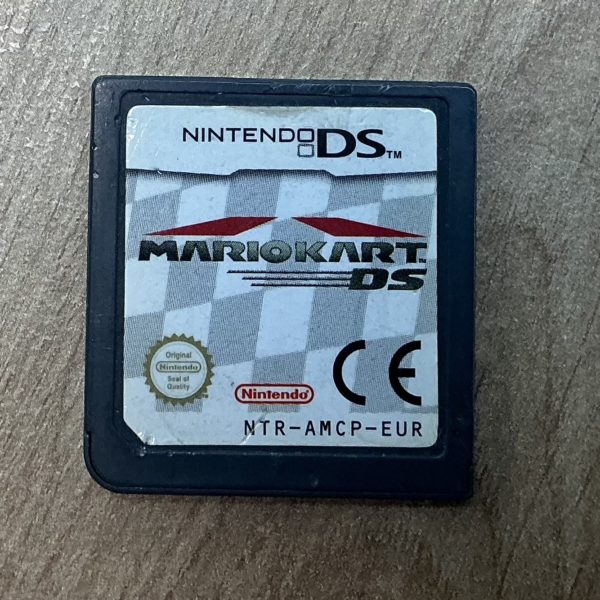 NINTENDO DS™
MARIOKART
DS
Original
Nintendo
Seal of
Quality
Nintendo
CE
NTR-AMCP-EUR